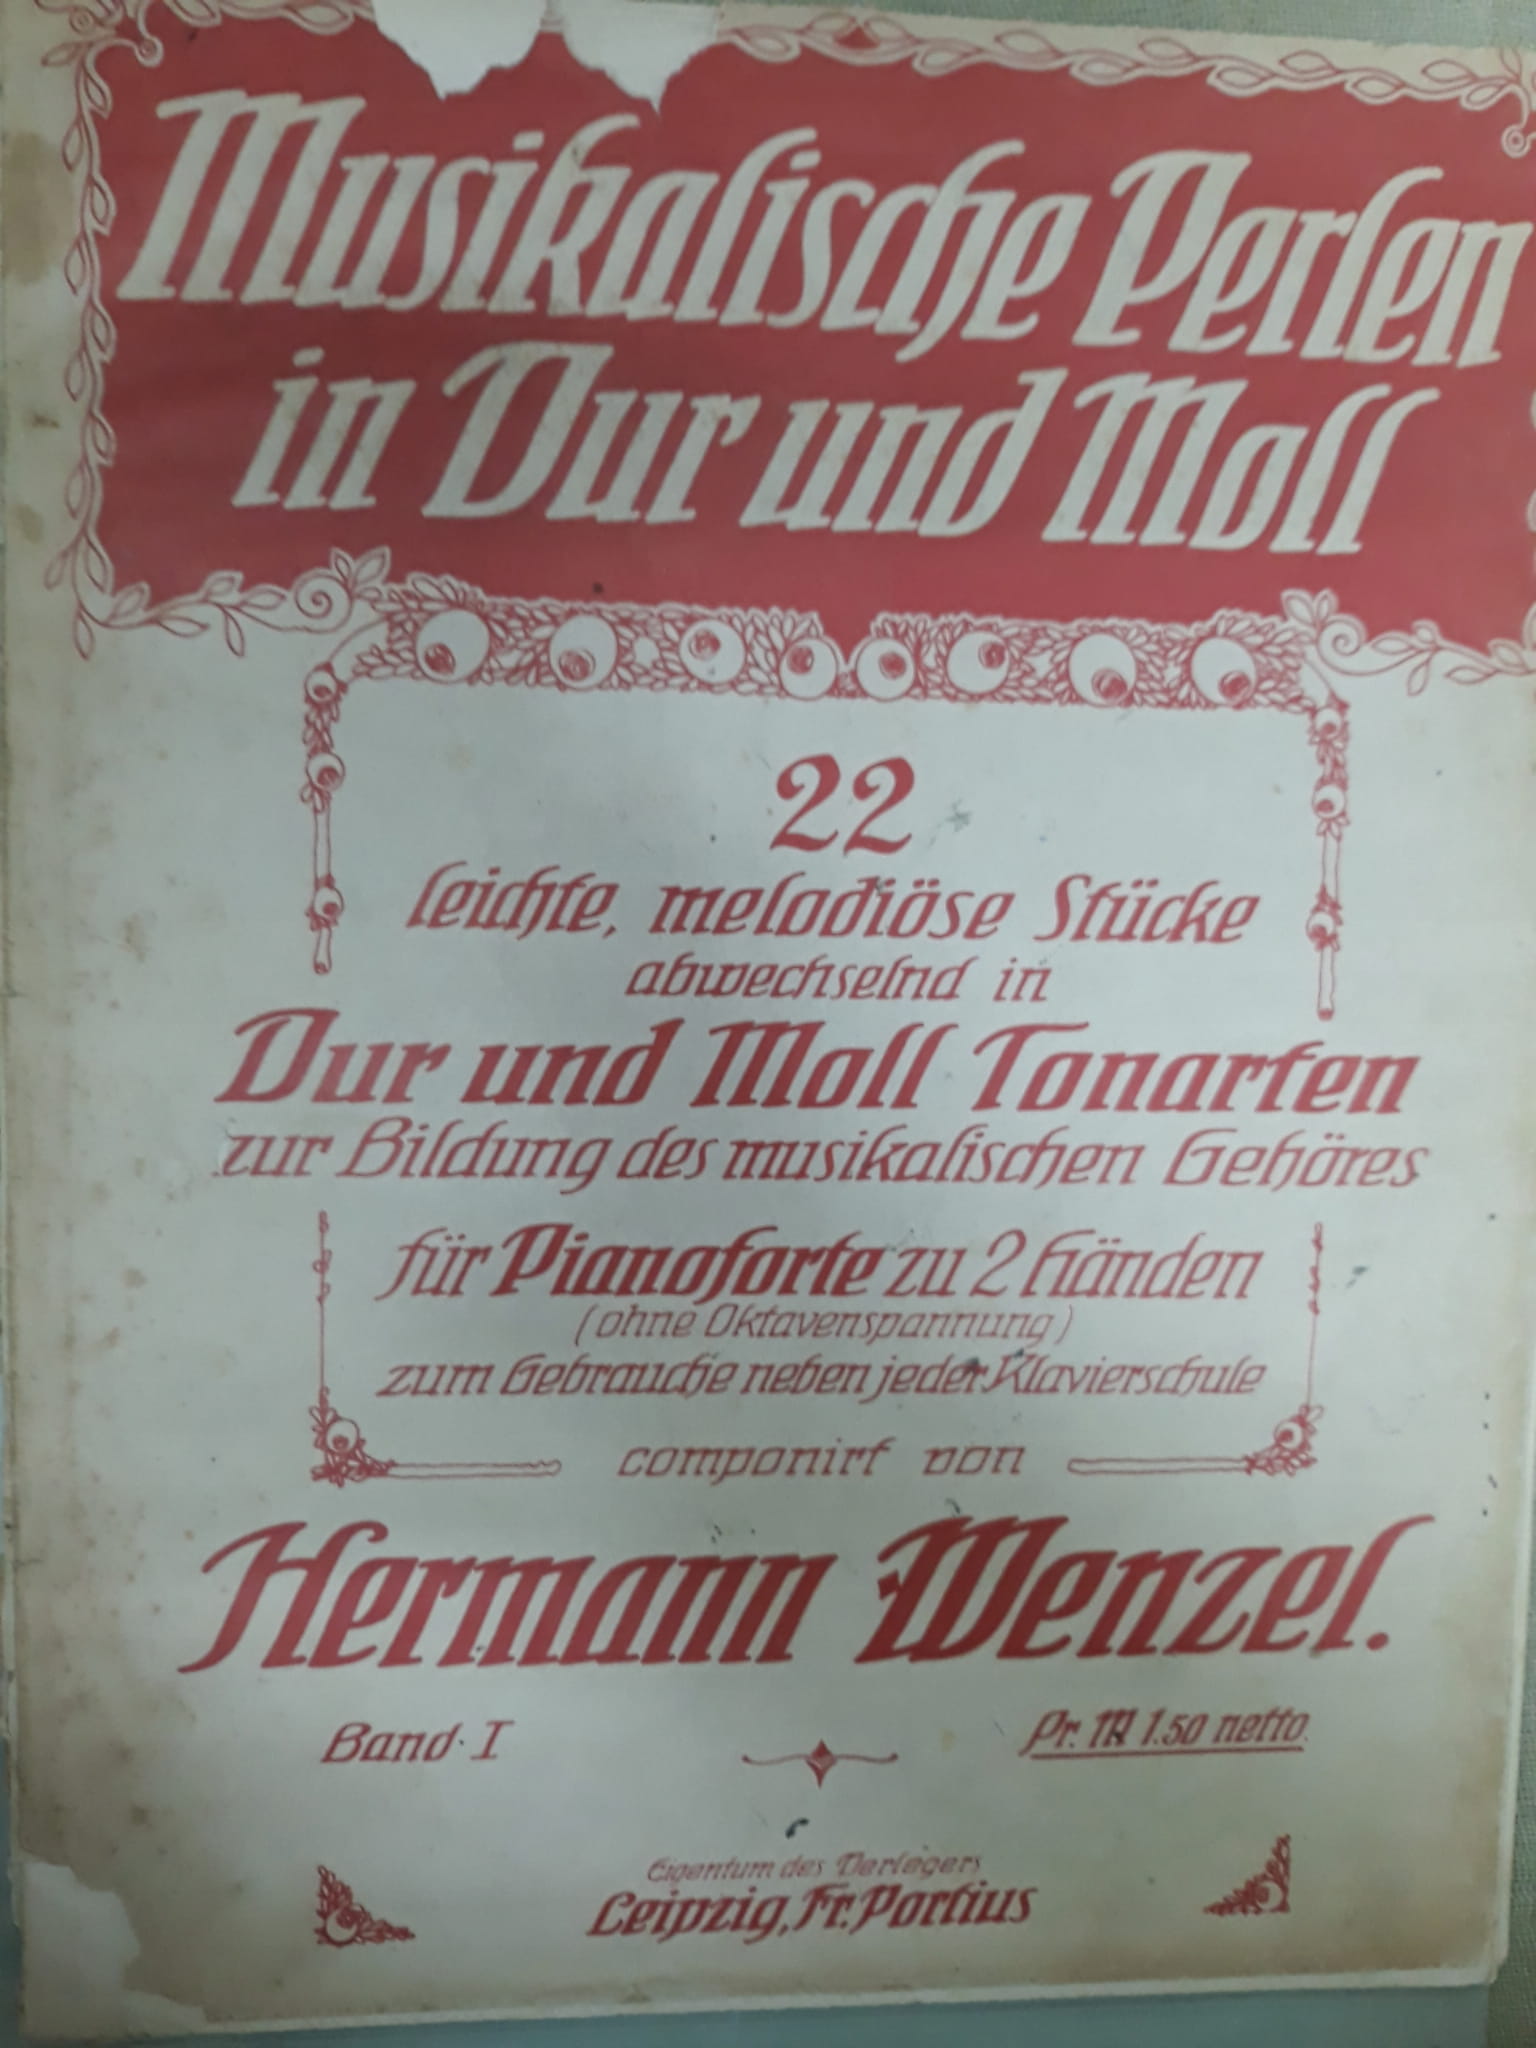 Musikalische Perlen
in Dur und Moll
22
leichte, melodiöse Stücke
abwechselnd in
Dur und Moll Tonarten
zur Bildung des musikalischen Gehöres
für Pianoforte zu 2 Händen
(ohne Oktavenspannung)
zum Gebrauche neben jeder Klavierschule
componirt von
Hermann Wenzel.
Band I
Pr. M 1.50 netto.
Eigentum des Verlegers
Leipzig, Fr. Portius